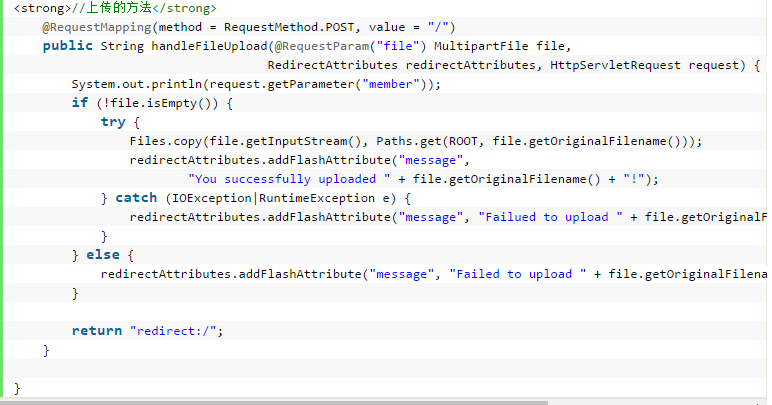 <strong>//上传的方法</strong>
@RequestMapping(method = RequestMethod.POST, value = "/")
public String handleFileUpload(@RequestParam("file") MultipartFile file,
RedirectAttributes redirectAttributes, HttpServletRequest request) {
System.out.println(request.getParameter("member"));
if (!file.isEmpty()) {
try {
Files.copy(file.getInputStream(), Paths.get(ROOT, file.getOriginalFilename()));
redirectAttributes.addFlashAttribute("message",
"You successfully uploaded " + file.getOriginalFilename() + "!");
} catch (IOException|RuntimeException e) {
redirectAttributes.addFlashAttribute("message", "Failued to upload " + file.getOriginalF
}
} else {
redirectAttributes.addFlashAttribute("message", "Failed to upload " + file.getOriginalFilena
}
return "redirect:/";
}
}